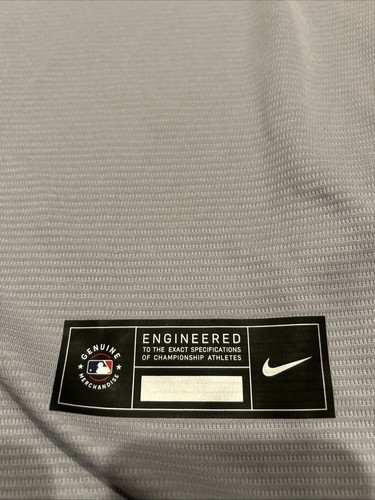 GENUINE
MERCHANDISE
ENGINEERED
TO THE EXACT SPECIFICATIONS
OF CHAMPIONSHIP ATHLETES